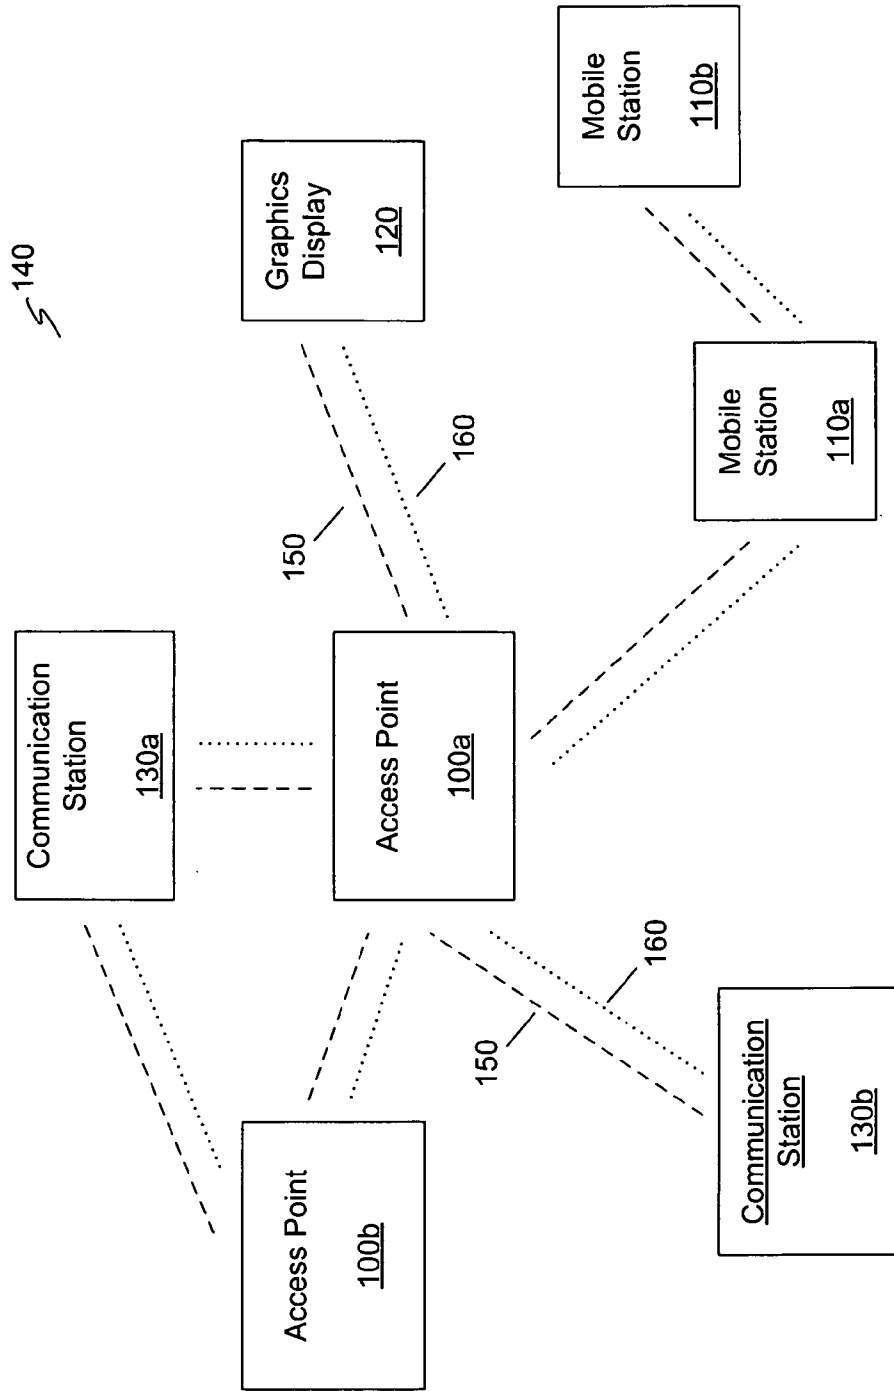 140
Communication
Station
130a
Graphics
Display
120
150
160
Access Point
100b
Access Point
100a
Mobile
Station
110b
150
160
Mobile
Station
110a
Communication
Station
130b